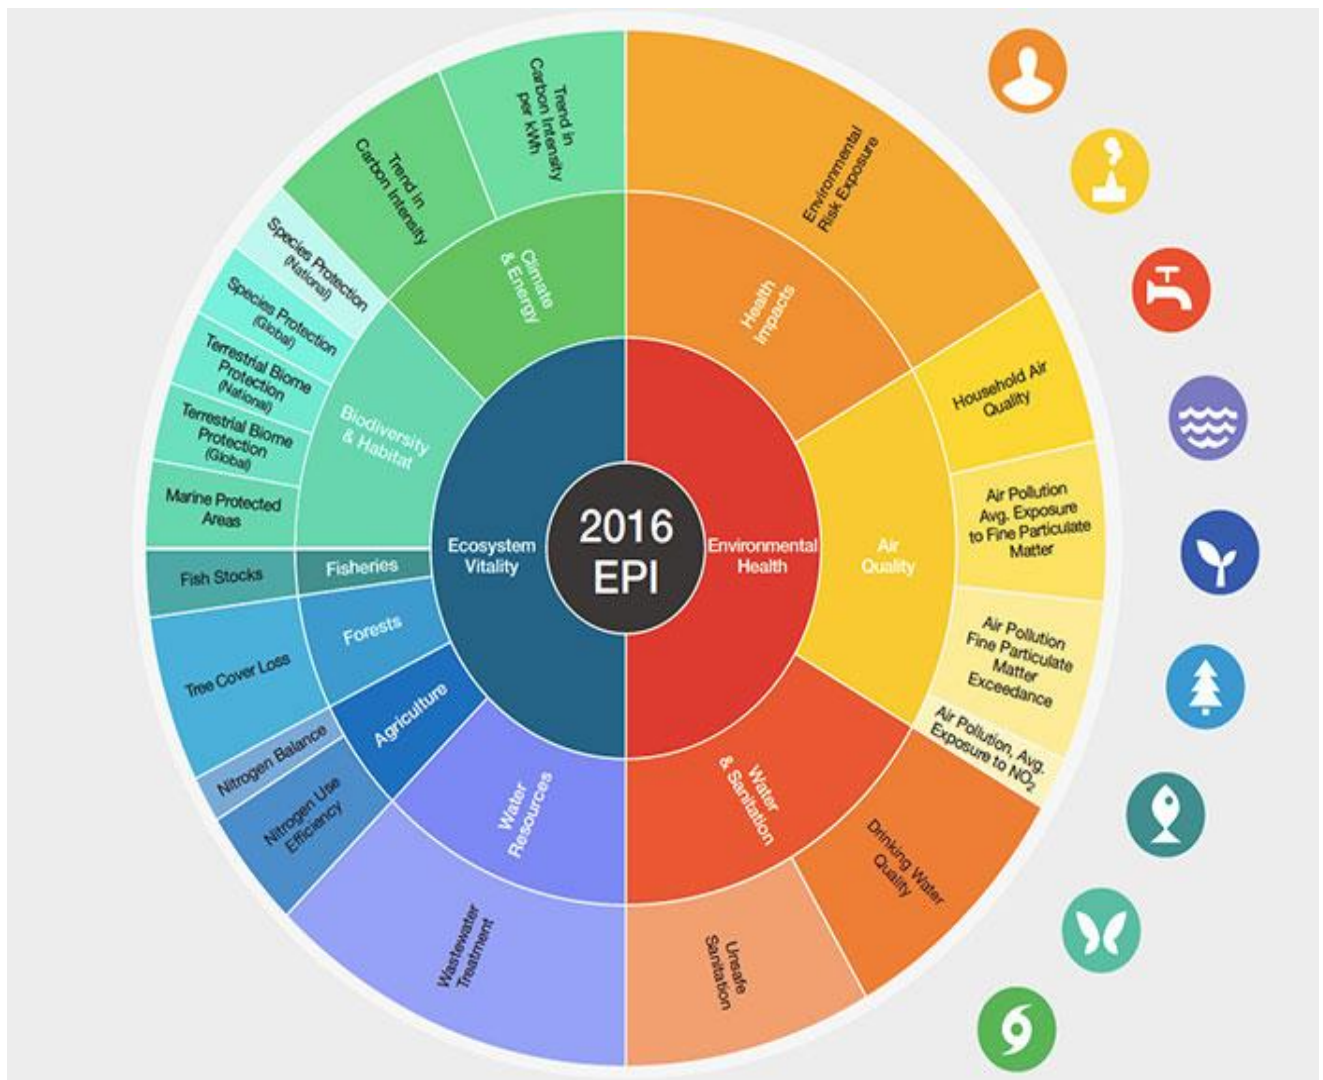 2016
EPI
Environmental
Health
Ecosystem
Vitality
Health
Impacts
Air
Quality
Water
& Sanitation
Water
Resources
Agriculture
Forests
Fisheries
Biodiversity
& Habitat
Climate
& Energy
Environmental
Risk Exposure
Household Air
Quality
Air Pollution
Avg. Exposure
to Fine Particulate
Matter
Air Pollution
Fine Particulate
Matter
Exceedance
Air Pollution, Avg.
Exposure to NO₂
Drinking Water
Quality
Unsafe
Sanitation
Wastewater
Treatment
Nitrogen Use
Efficiency
Nitrogen Balance
Tree Cover Loss
Fish Stocks
Marine Protected
Areas
Terrestrial Biome
Protection
(Global)
Terrestrial Biome
Protection
(National)
Species Protection
(Global)
Species Protection
(National)
Trend in
Carbon Intensity
Trend in
Carbon Intensity
per kWh